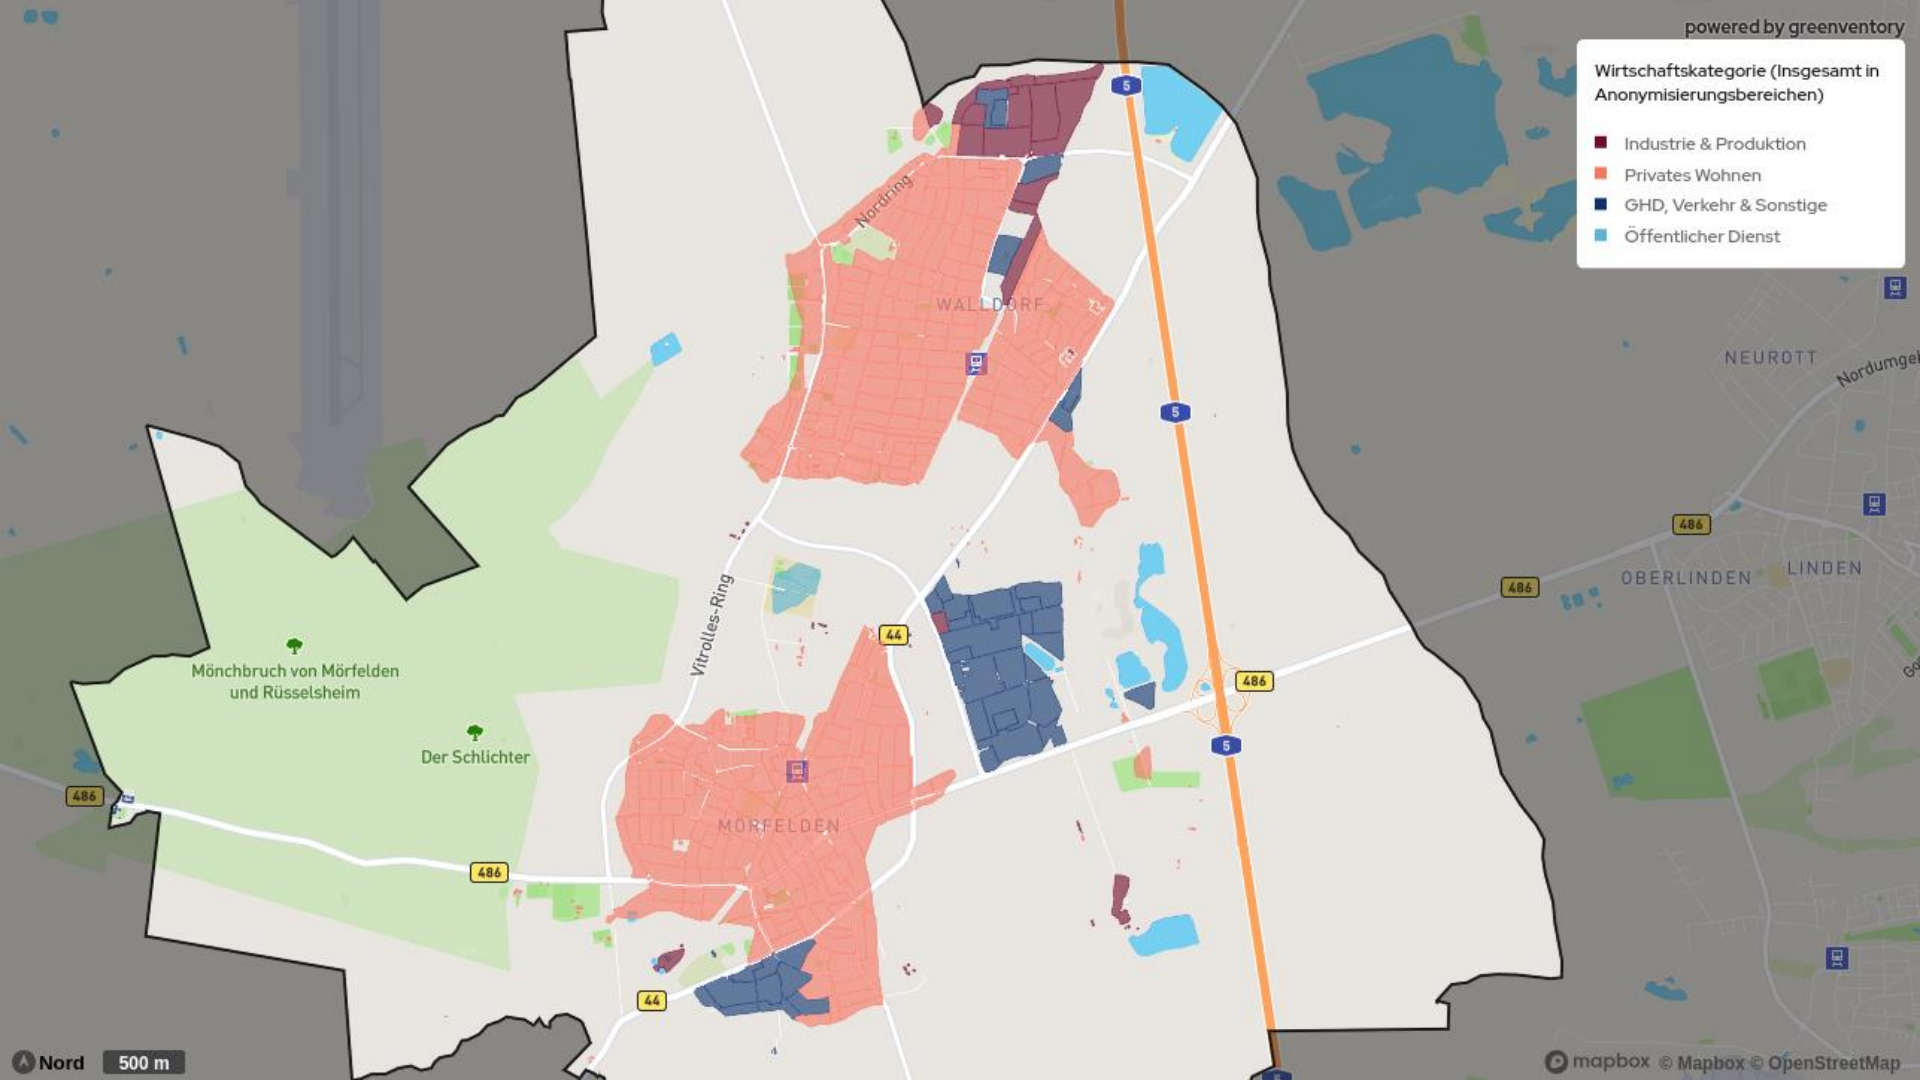 powered by greenventory
Wirtschaftskategorie (Insgesamt in
Anonymisierungsbereichen)
Industrie & Produktion
Privates Wohnen
GHD, Verkehr & Sonstige
Öffentlicher Dienst
5
Nordring
WALLDORF
NEUROTT
5
486
486
OBERLINDEN
LINDEN
Vitrolles-Ring
44
Mönchbruch von Mörfelden
und Rüsselsheim
486
5
Der Schlichter
486
MÖRFELDEN
486
44
Nord
500 m
mapbox
© Mapbox © OpenStreetMap